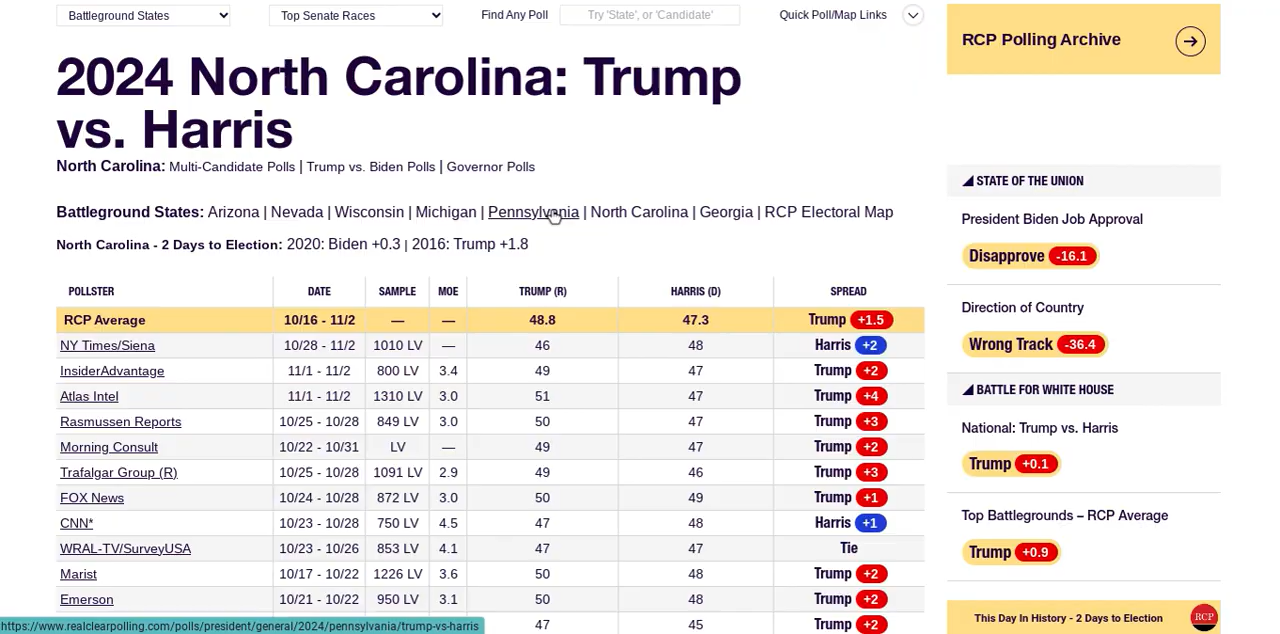 Battleground States Top Senate Races Find Any Poll Try 'State', or 'Candidate' Quick Poll/Map Links
RCP Polling Archive
2024 North Carolina: Trump
vs. Harris
North Carolina: Multi-Candidate Polls | Trump vs. Biden Polls | Governor Polls
Battleground States: Arizona | Nevada | Wisconsin | Michigan | Pennsylvania | North Carolina | Georgia | RCP Electoral Map
North Carolina - 2 Days to Election: 2020: Biden +0.3 | 2016: Trump +1.8
POLLSTER DATE SAMPLE MOE TRUMP (R) HARRIS (D) SPREAD
RCP Average 10/16 - 11/2 — — 48.8 47.3 Trump +1.5
NY Times/Siena 10/28 - 11/2 1010 LV — 46 48 Harris +2
InsiderAdvantage 11/1 - 11/2 800 LV 3.4 49 47 Trump +2
Atlas Intel 11/1 - 11/2 1310 LV 3.0 51 47 Trump +4
Rasmussen Reports 10/25 - 10/28 849 LV 3.0 50 47 Trump +3
Morning Consult 10/22 - 10/31 LV — 49 47 Trump +2
Trafalgar Group (R) 10/25 - 10/28 1091 LV 2.9 49 46 Trump +3
FOX News 10/24 - 10/28 872 LV 3.0 50 49 Trump +1
CNN* 10/23 - 10/28 750 LV 4.5 47 48 Harris +1
WRAL-TV/SurveyUSA 10/23 - 10/26 853 LV 4.1 47 47 Tie
Marist 10/17 - 10/22 1226 LV 3.6 50 48 Trump +2
Emerson 10/21 - 10/22 950 LV 3.1 50 48 Trump +2
47 45 Trump +2
https://www.realclearpolling.com/polls/president/general/2024/pennsylvania/trump-vs-harris
STATE OF THE UNION
President Biden Job Approval
Disapprove -16.1
Direction of Country
Wrong Track -36.4
BATTLE FOR WHITE HOUSE
National: Trump vs. Harris
Trump +0.1
Top Battlegrounds – RCP Average
Trump +0.9
This Day In History - 2 Days to Election RCP